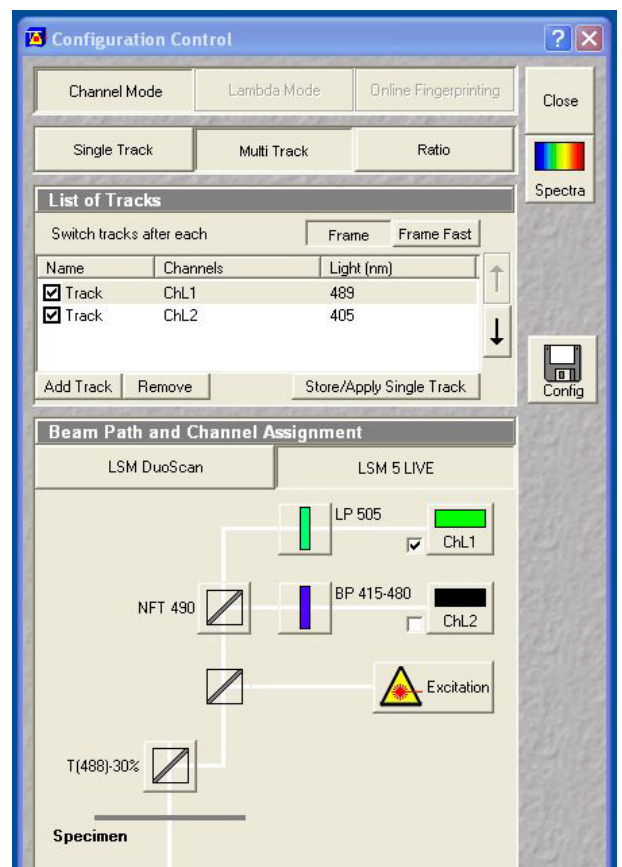 Configuration Control
Channel Mode Lambda Mode Online Fingerprinting
Close
Single Track Multi Track Ratio
Spectra
List of Tracks
Switch tracks after each Frame Frame Fast
Name Channels Light (nm)
Track ChL1 489
Track ChL2 405
Config
Add Track Remove Store/Apply Single Track
Beam Path and Channel Assignment
LSM DuoScan LSM 5 LIVE
LP 505
ChL1
BP 415-480
NFT 490
ChL2
Excitation
T(488)-30%
Specimen